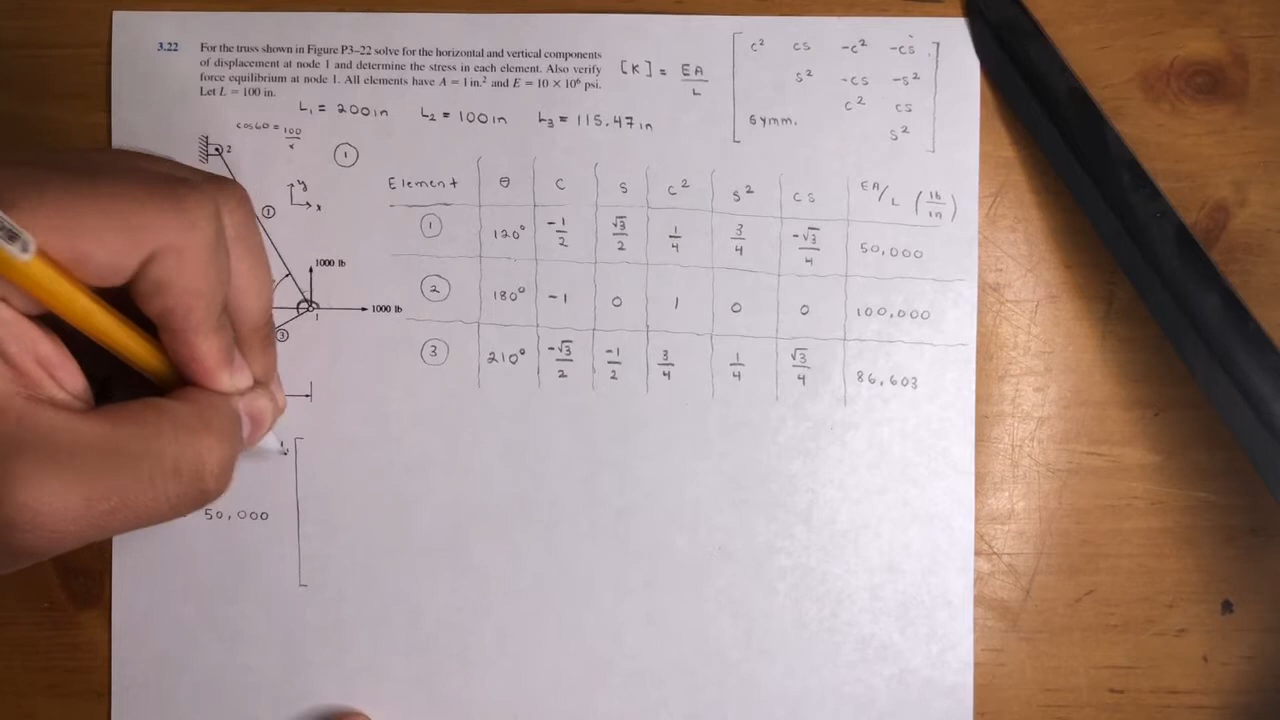 3.22 For the truss shown in Figure P3–22 solve for the horizontal and vertical components
of displacement at node 1 and determine the stress in each element. Also verify
force equilibrium at node 1. All elements have A = 1 in.² and E = 10 × 10⁶ psi.
Let L = 100 in.
L₁ = 200 in L₂ = 100 in L₃ = 115.47 in
[K] = EA/L
c² cs -c² -cs
s² -cs -s²
c² cs
Symm. s²
cos60 = 100/x
1
2
y
x
1
1000 lb
1000 lb
1
3
Element θ C S C² S² CS EA/L (lb/in)
1 120° -1/2 √3/2 1/4 3/4 -√3/4 50,000
2 180° -1 0 1 0 0 100,000
3 210° -√3/2 -1/2 3/4 1/4 √3/4 86,603
50,000